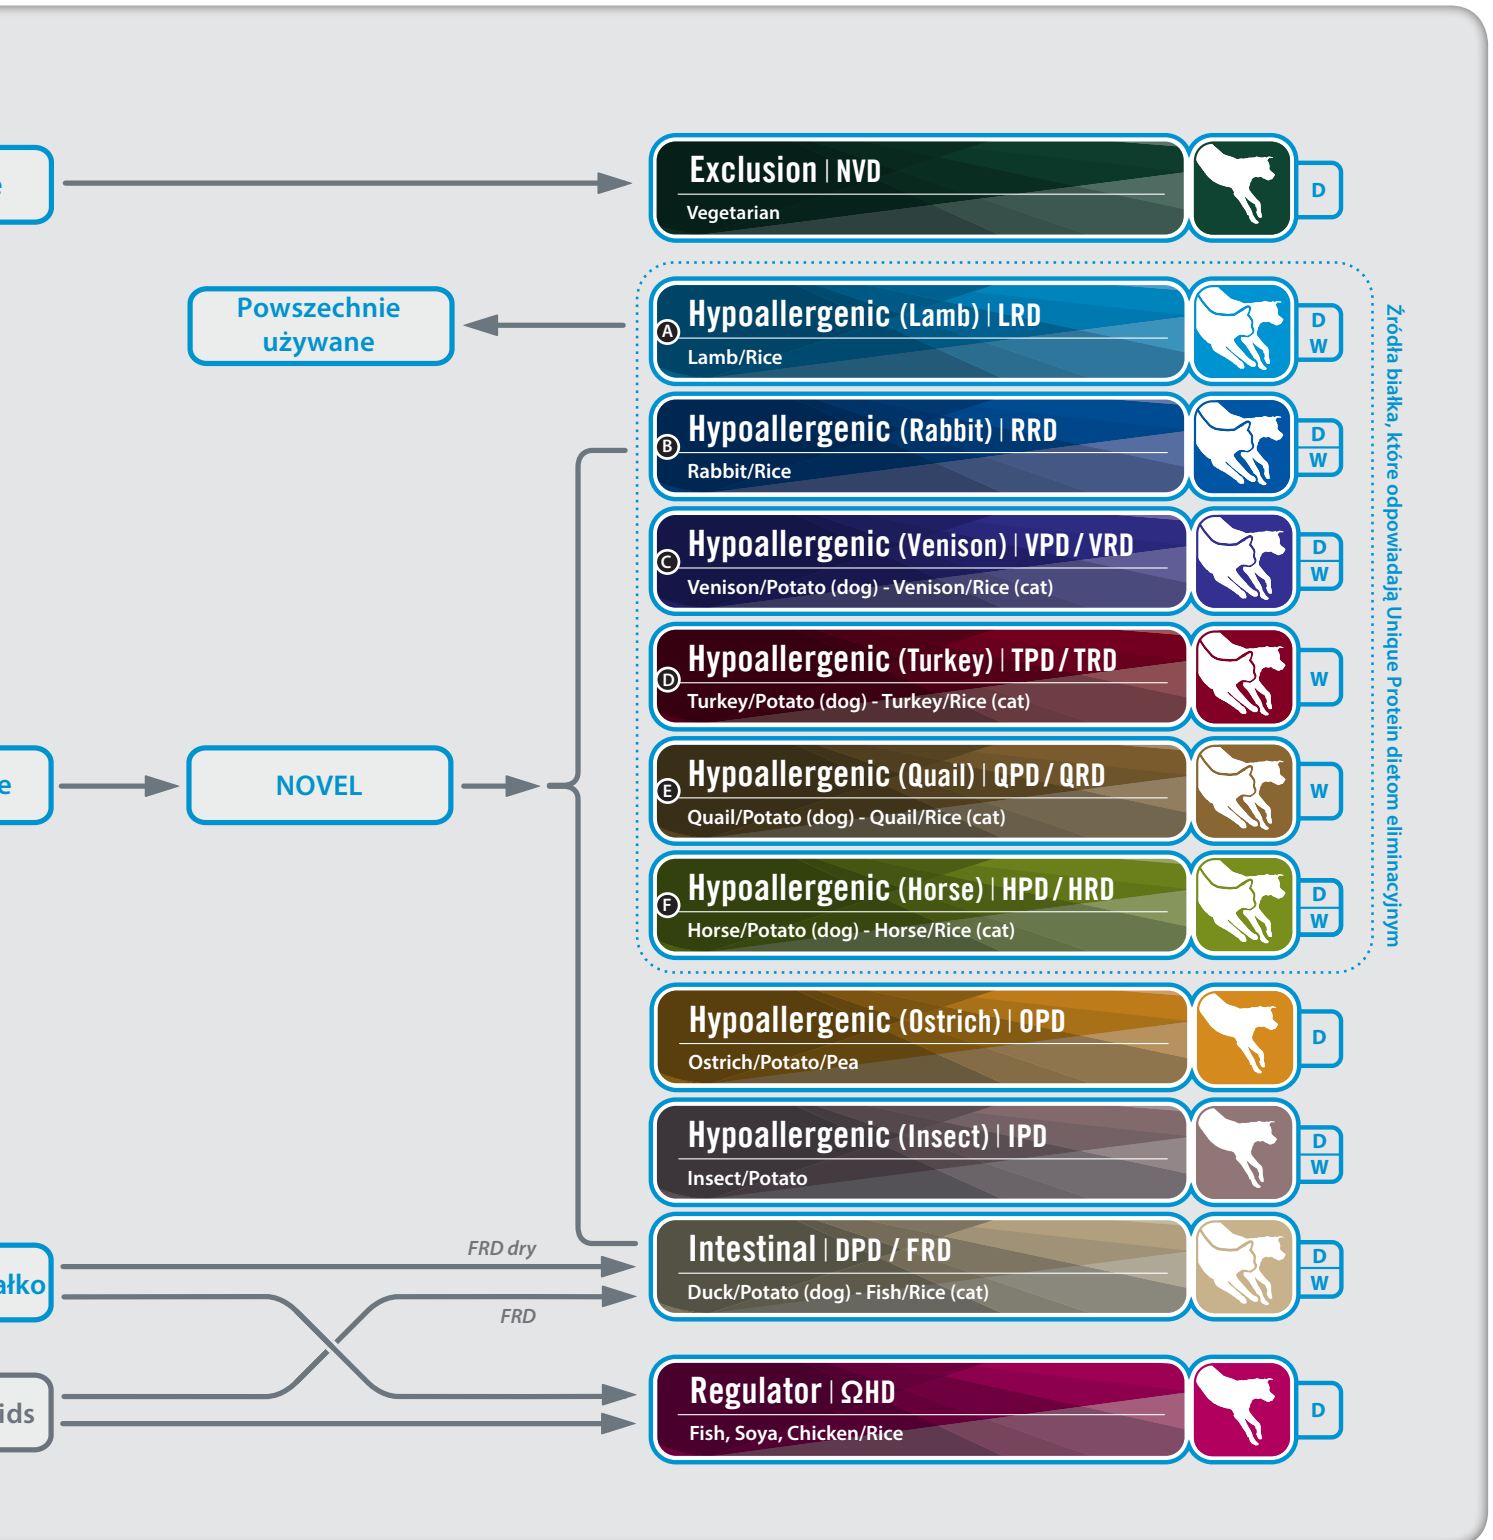 e
Exclusion | NVD
Vegetarian
D
Powszechnie
używane
A
Hypoallergenic (Lamb) | LRD
Lamb/Rice
D
W
B
Hypoallergenic (Rabbit) | RRD
Rabbit/Rice
D
W
C
Hypoallergenic (Venison) | VPD / VRD
Venison/Potato (dog) - Venison/Rice (cat)
D
W
D
Hypoallergenic (Turkey) | TPD / TRD
Turkey/Potato (dog) - Turkey/Rice (cat)
W
e
NOVEL
E
Hypoallergenic (Quail) | QPD / QRD
Quail/Potato (dog) - Quail/Rice (cat)
W
F
Hypoallergenic (Horse) | HPD / HRD
Horse/Potato (dog) - Horse/Rice (cat)
D
W
Źródła białka, które odpowiadają Unique Protein dietom eliminacyjnym
Hypoallergenic (Ostrich) | OPD
Ostrich/Potato/Pea
D
Hypoallergenic (Insect) | IPD
Insect/Potato
D
W
ałko
FRD dry
FRD
Intestinal | DPD / FRD
Duck/Potato (dog) - Fish/Rice (cat)
D
W
ids
Regulator | ΩHD
Fish, Soya, Chicken/Rice
D